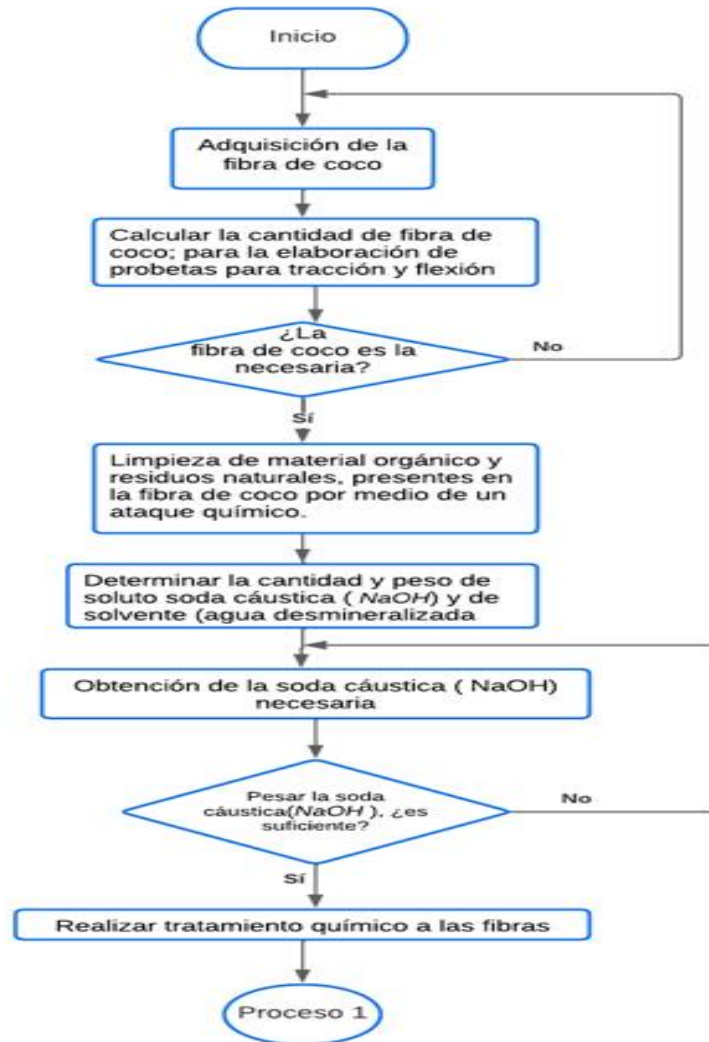 Inicio
Adquisición de la
fibra de coco
Calcular la cantidad de fibra de
coco; para la elaboración de
probetas para tracción y flexión
¿La
fibra de coco es la
necesaria?
No
Sí
Limpieza de material orgánico y
residuos naturales, presentes en
la fibra de coco por medio de un
ataque químico.
Determinar la cantidad y peso de
soluto soda cáustica ( NaOH) y de
solvente (agua desmineralizada
Obtención de la soda cáustica ( NaOH)
necesaria
Pesar la soda
cáustica(NaOH ), ¿es
suficiente?
No
Sí
Realizar tratamiento químico a las fibras
Proceso 1